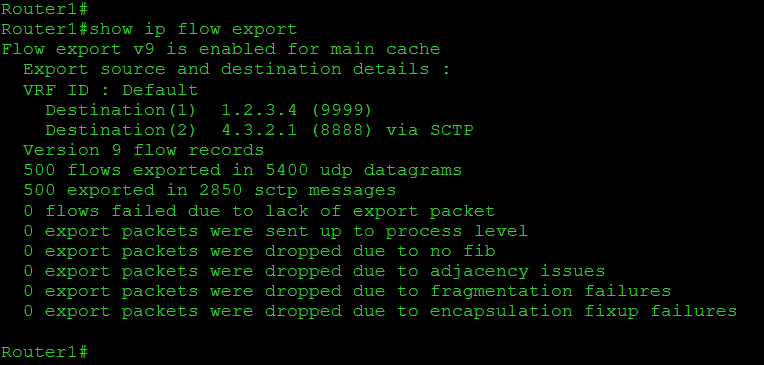 Router1#
Router1#show ip flow export
Flow export v9 is enabled for main cache
  Export source and destination details :
  VRF ID : Default
    Destination(1)  1.2.3.4 (9999)
    Destination(2)  4.3.2.1 (8888) via SCTP
  Version 9 flow records
  500 flows exported in 5400 udp datagrams
  500 exported in 2850 sctp messages
  0 flows failed due to lack of export packet
  0 export packets were sent up to process level
  0 export packets were dropped due to no fib
  0 export packets were dropped due to adjacency issues
  0 export packets were dropped due to fragmentation failures
  0 export packets were dropped due to encapsulation fixup failures

Router1#